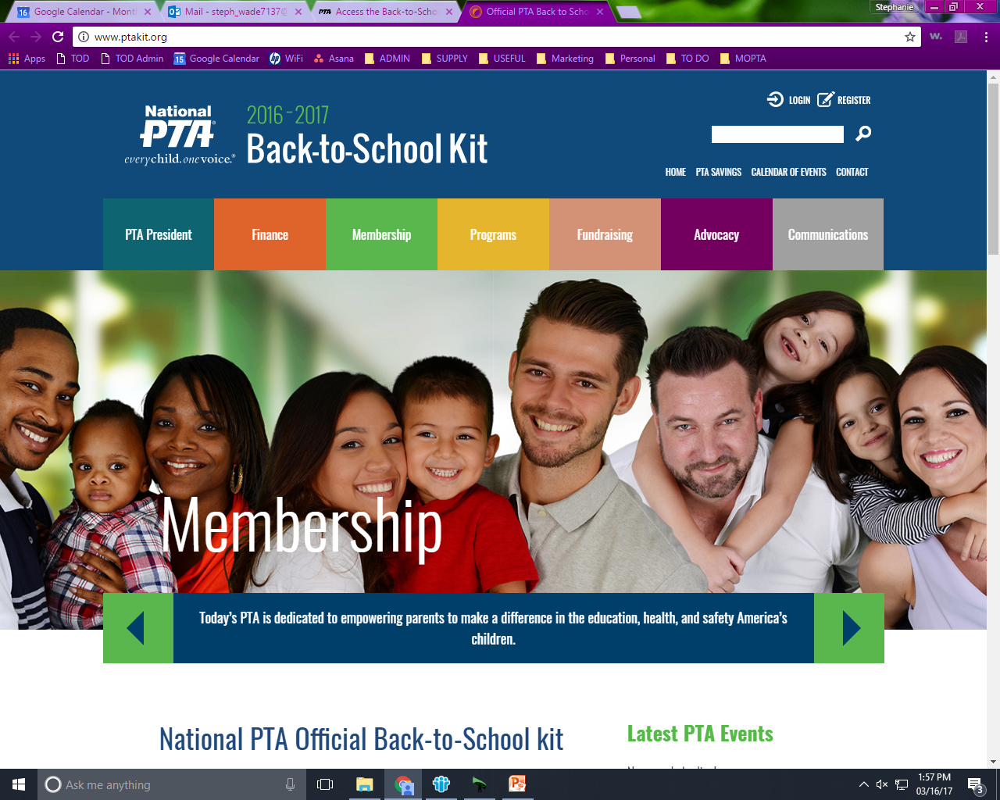 Google Calendar - Mont
Mail - steph_wade7137@
PTA Access the Back-to-Scho
Official PTA Back to Scho
Stephanie
www.ptakit.org
w.
Apps
TOD
TOD Admin
15 Google Calendar
hp WiFi
Asana
ADMIN
SUPPLY
USEFUL
Marketing
Personal
TO DO
MOPTA
LOGIN
REGISTER
National
PTA®
everychild.onevoice.®
2016-2017
Back-to-School Kit
HOME
PTA SAVINGS
CALENDAR OF EVENTS
CONTACT
PTA President
Finance
Membership
Programs
Fundraising
Advocacy
Communications
Membership
Today's PTA is dedicated to empowering parents to make a difference in the education, health, and safety America's
children.
National PTA Official Back-to-School kit
Latest PTA Events
Ask me anything
1:57 PM
03/16/17
3